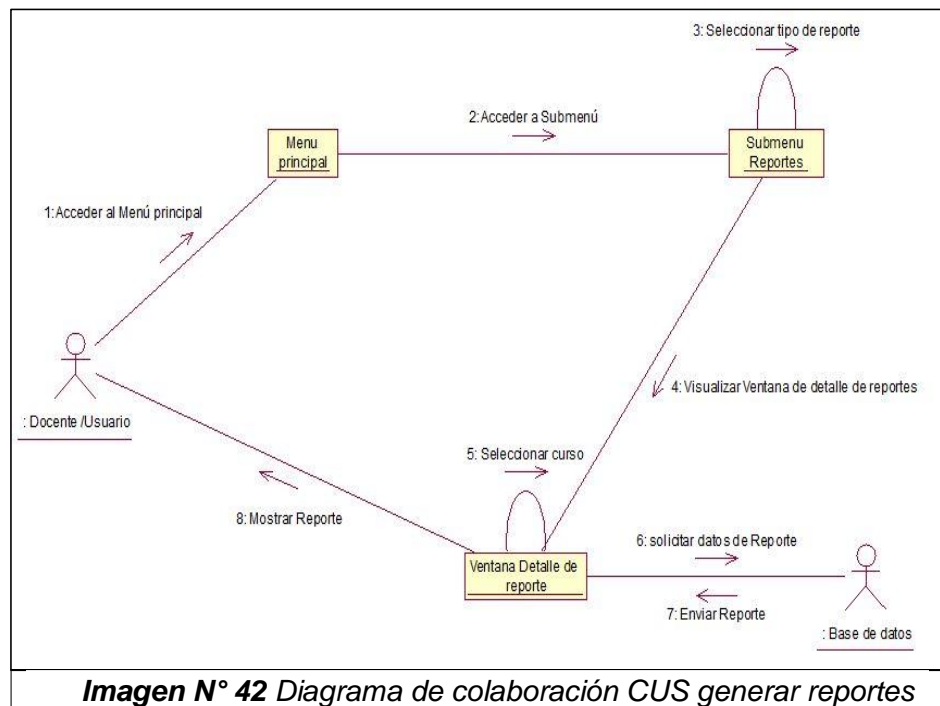 3: Seleccionar tipo de reporte
2: Acceder a Submenú
Menu
principal
Submenu
Reportes
1: Acceder al Menú principal
4: Visualizar Ventana de detalle de reportes
: Docente /Usuario
5: Seleccionar curso
8: Mostrar Reporte
6: solicitar datos de Reporte
Ventana Detalle de
reporte
7: Enviar Reporte
: Base de datos
Imagen N° 42 Diagrama de colaboración CUS generar reportes